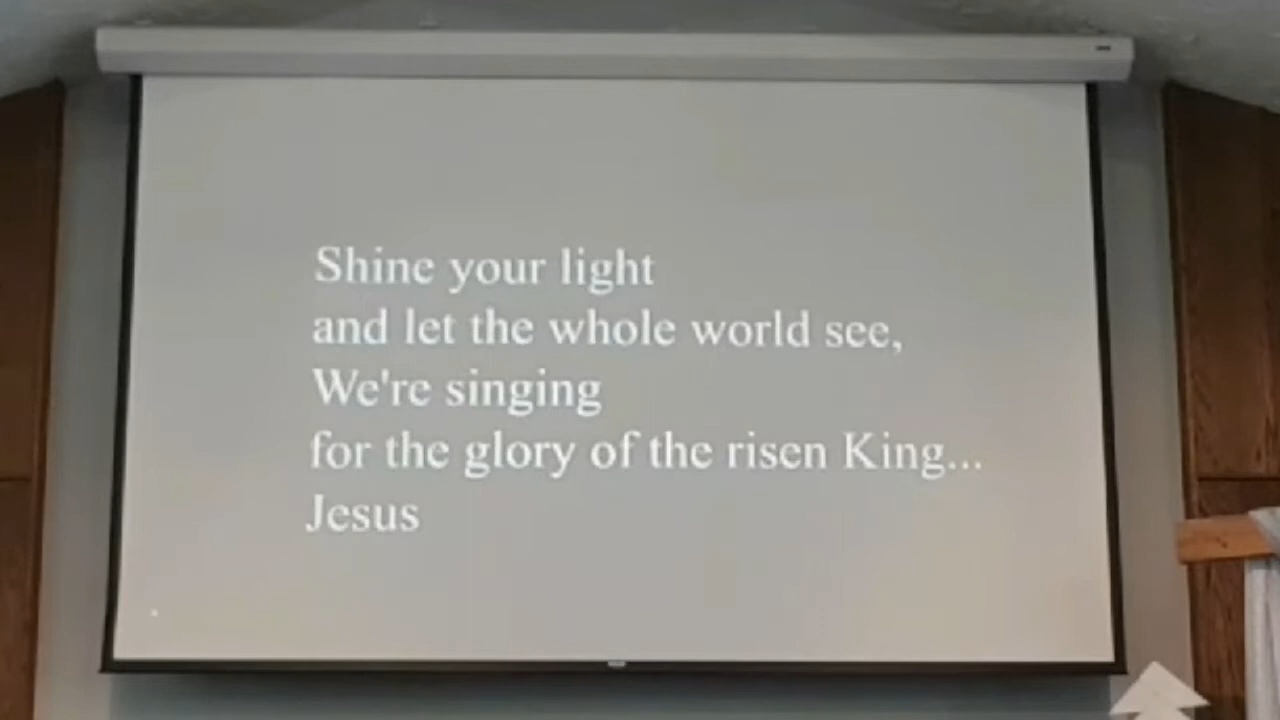 Shine your light
and let the whole world see,
We're singing
for the glory of the risen King...
Jesus